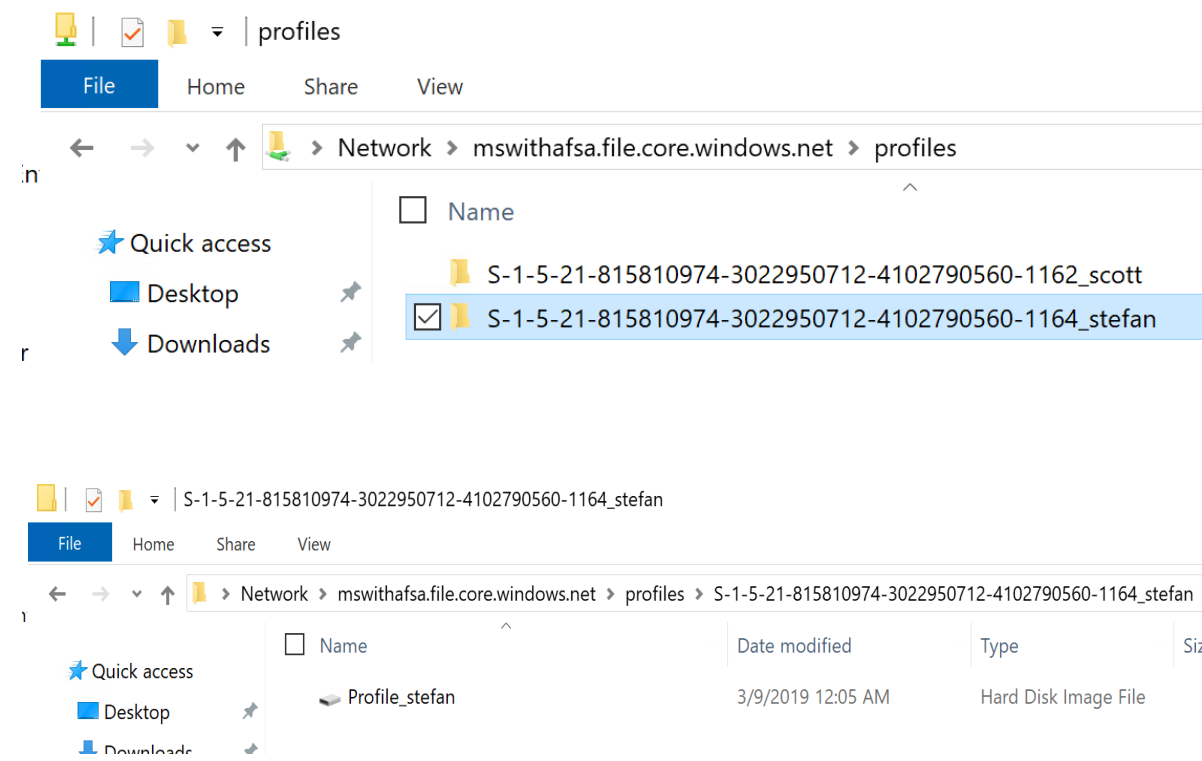 profiles
File Home Share View
Network mswithafsa.file.core.windows.net profiles
Name
Quick access
S-1-5-21-815810974-3022950712-4102790560-1162_scott
Desktop
S-1-5-21-815810974-3022950712-4102790560-1164_stefan
Downloads
S-1-5-21-815810974-3022950712-4102790560-1164_stefan
File Home Share View
Network mswithafsa.file.core.windows.net profiles S-1-5-21-815810974-3022950712-4102790560-1164_stefan
Name Date modified Type
Quick access
Profile_stefan 3/9/2019 12:05 AM Hard Disk Image File
Desktop
Downloads